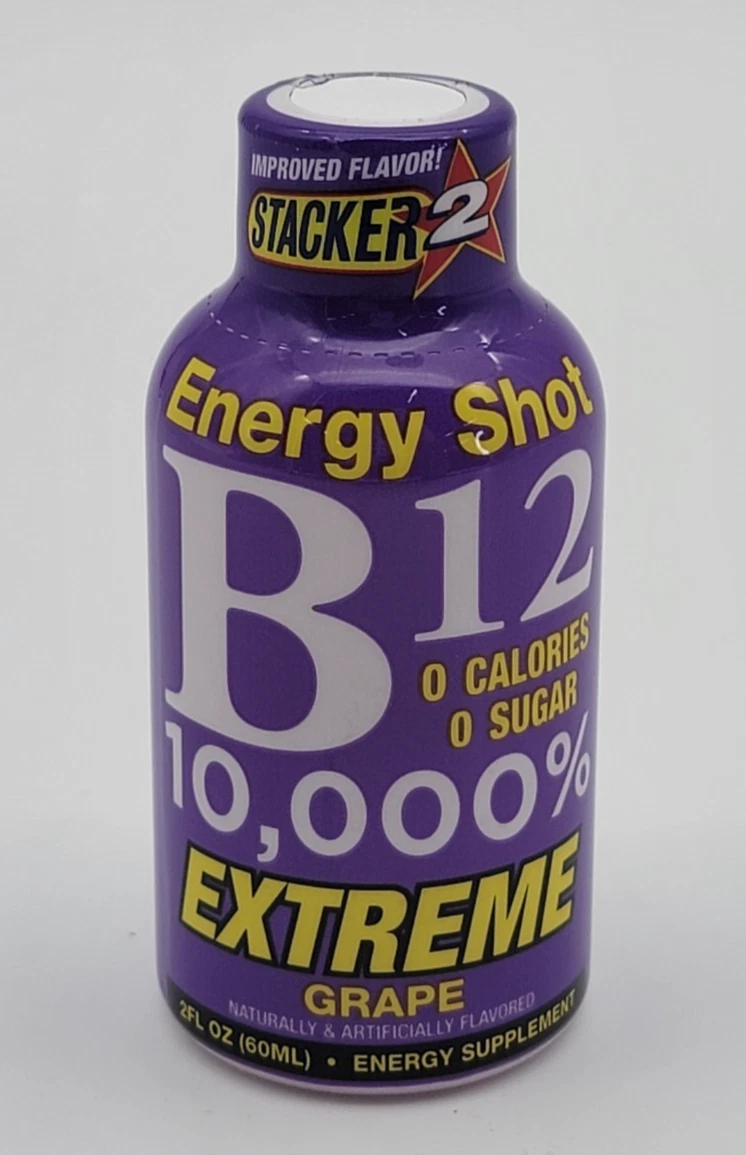 IMPROVED FLAVOR!
STACKER 2
Energy Shot
B12
0 CALORIES
0 SUGAR
10,000%
EXTREME
GRAPE
NATURALLY & ARTIFICIALLY FLAVORED
2FL OZ (60ML) • ENERGY SUPPLEMENT